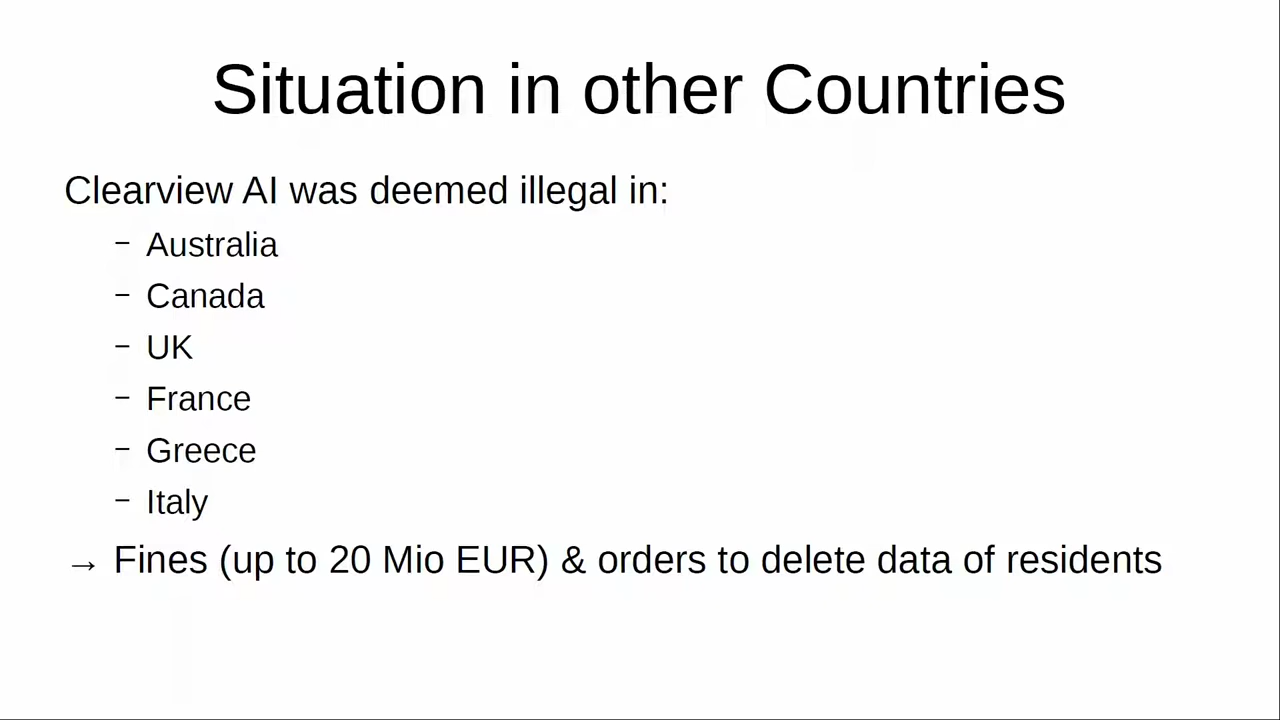 Situation in other Countries
Clearview AI was deemed illegal in:
– Australia
– Canada
– UK
– France
– Greece
– Italy
→ Fines (up to 20 Mio EUR) & orders to delete data of residents